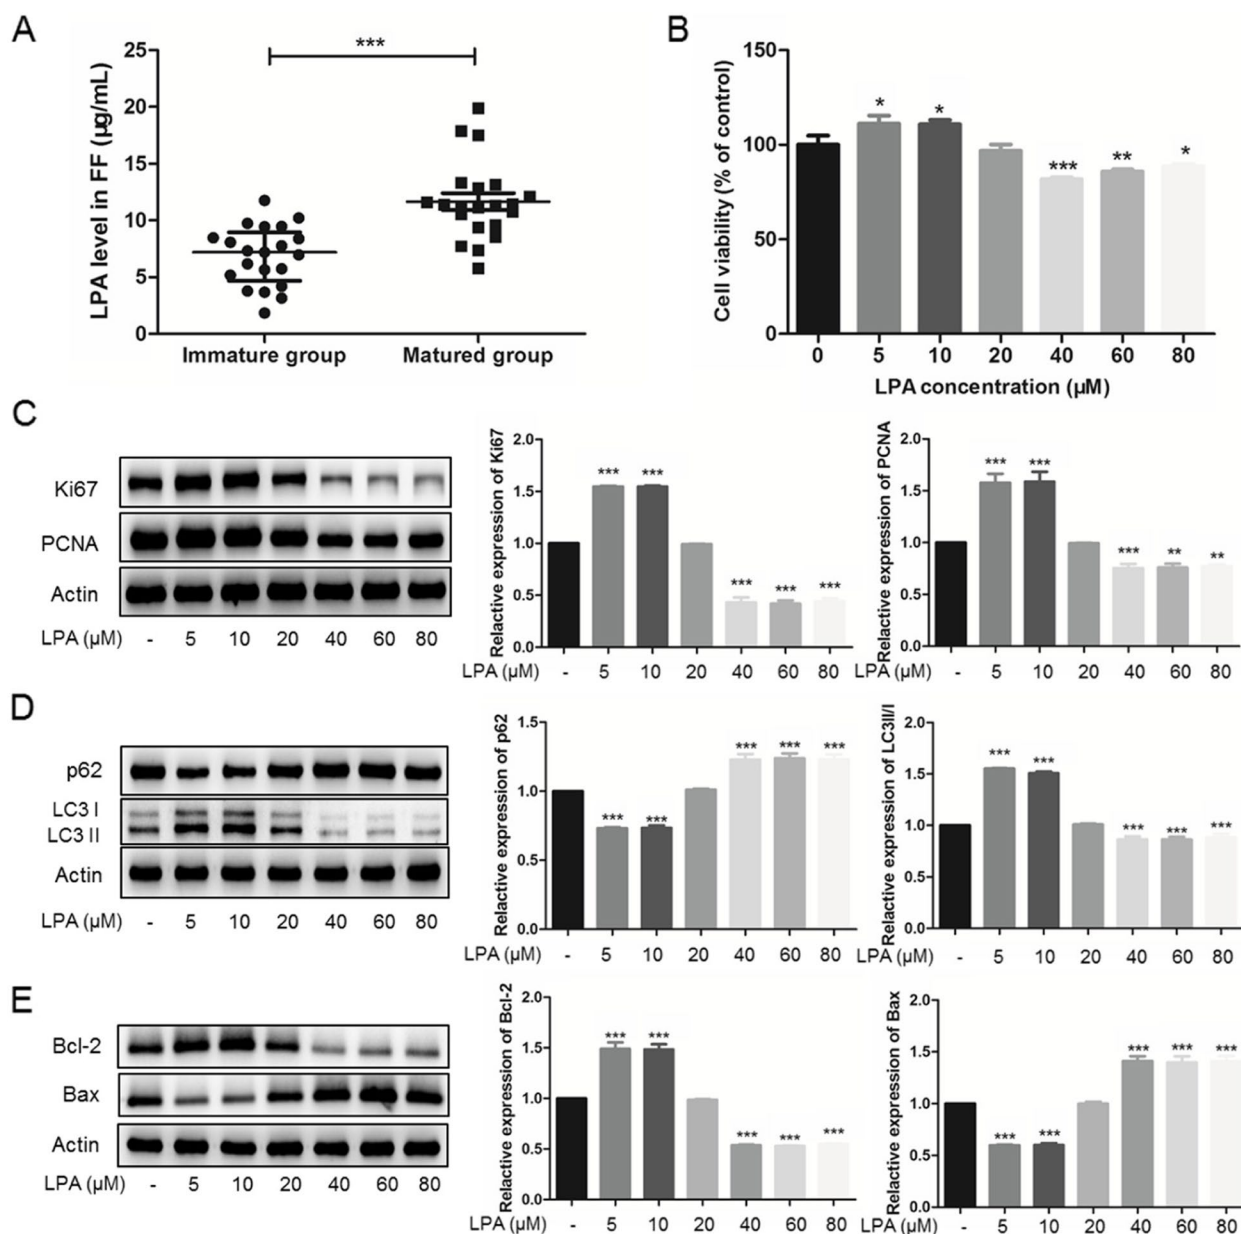 A
LPA level in FF (µg/mL)
25
20
15
10
5
0
***
Immature group
Matured group
B
Cell viability (% of control)
150
100
50
0
* * *** ** *
0 5 10 20 40 60 80
LPA concentration (µM)
C
Ki67
PCNA
Actin
LPA (µM) - 5 10 20 40 60 80
Relactive expression of Ki67
2.0
1.5
1.0
0.5
0.0
*** *** *** *** ***
LPA (µM) - 5 10 20 40 60 80
Relactive expression of PCNA
2.0
1.5
1.0
0.5
0.0
*** *** *** ** **
LPA (µM) - 5 10 20 40 60 80
D
p62
LC3 I
LC3 II
Actin
LPA (µM) - 5 10 20 40 60 80
Relactive expression of p62
1.5
1.0
0.5
0.0
*** *** *** *** ***
LPA (µM) - 5 10 20 40 60 80
Relactive expression of LC3II/I
2.0
1.5
1.0
0.5
0.0
*** *** *** *** ***
LPA (µM) - 5 10 20 40 60 80
E
Bcl-2
Bax
Actin
LPA (µM) - 5 10 20 40 60 80
Relactive expression of Bcl-2
2.0
1.5
1.0
0.5
0.0
*** *** *** *** ***
LPA (µM) - 5 10 20 40 60 80
Relactive expression of Bax
2.0
1.5
1.0
0.5
0.0
*** *** *** *** ***
LPA (µM) - 5 10 20 40 60 80